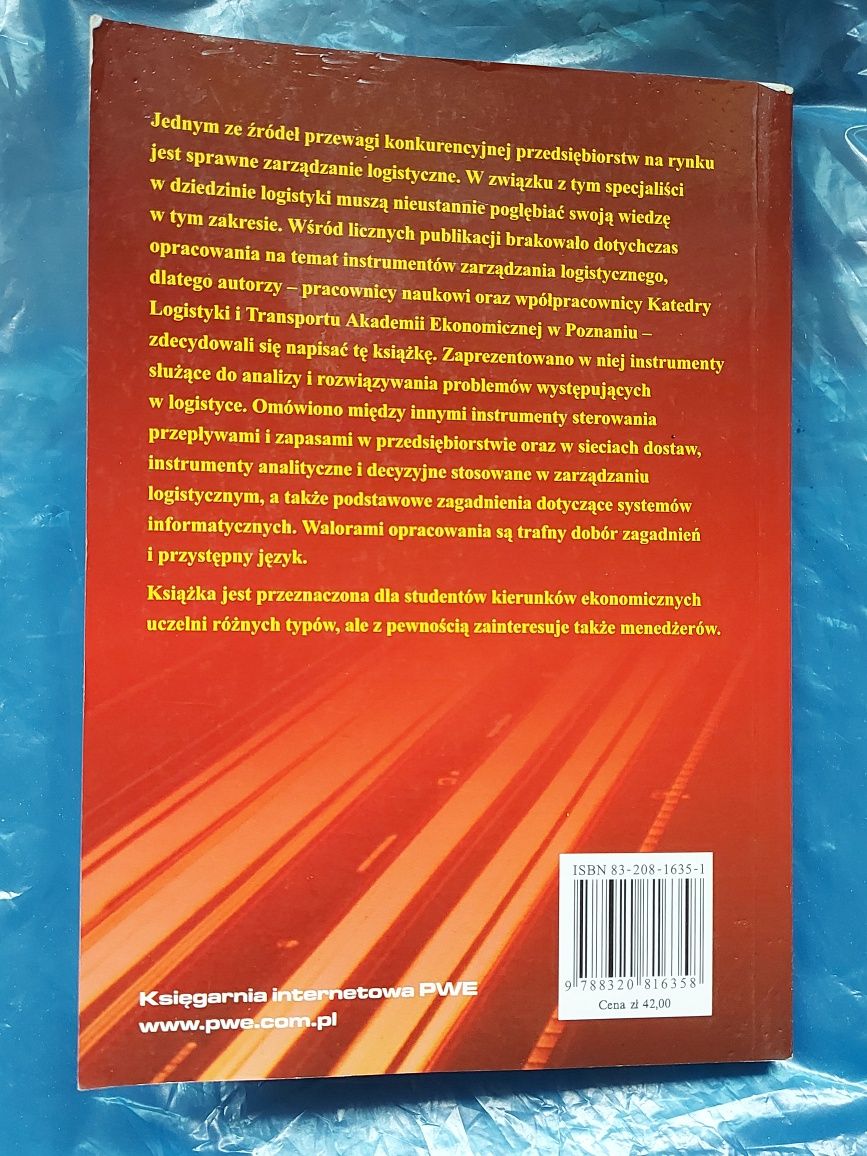 Jednym ze źródeł przewagi konkurencyjnej przedsiębiorstw na rynku
jest sprawne zarządzanie logistyczne. W związku z tym specjaliści
w dziedzinie logistyki muszą nieustannie pogłębiać swoją wiedzę
w tym zakresie. Wśród licznych publikacji brakowało dotychczas
opracowania na temat instrumentów zarządzania logistycznego,
dlatego autorzy – pracownicy naukowi oraz wpółpracownicy Katedry
Logistyki i Transportu Akademii Ekonomicznej w Poznaniu –
zdecydowali się napisać tę książkę. Zaprezentowano w niej instrumenty
służące do analizy i rozwiązywania problemów występujących
w logistyce. Omówiono między innymi instrumenty sterowania
przepływami i zapasami w przedsiębiorstwie oraz w sieciach dostaw,
instrumenty analityczne i decyzyjne stosowane w zarządzaniu
logistycznym, a także podstawowe zagadnienia dotyczące systemów
informatycznych. Walorami opracowania są trafny dobór zagadnień
i przystępny język.
Książka jest przeznaczona dla studentów kierunków ekonomicznych
uczelni różnych typów, ale z pewnością zainteresuje także menedżerów.
ISBN 83-208-1635-1
9 788320 816358
Cena zł 42,00
Księgarnia internetowa PWE
www.pwe.com.pl